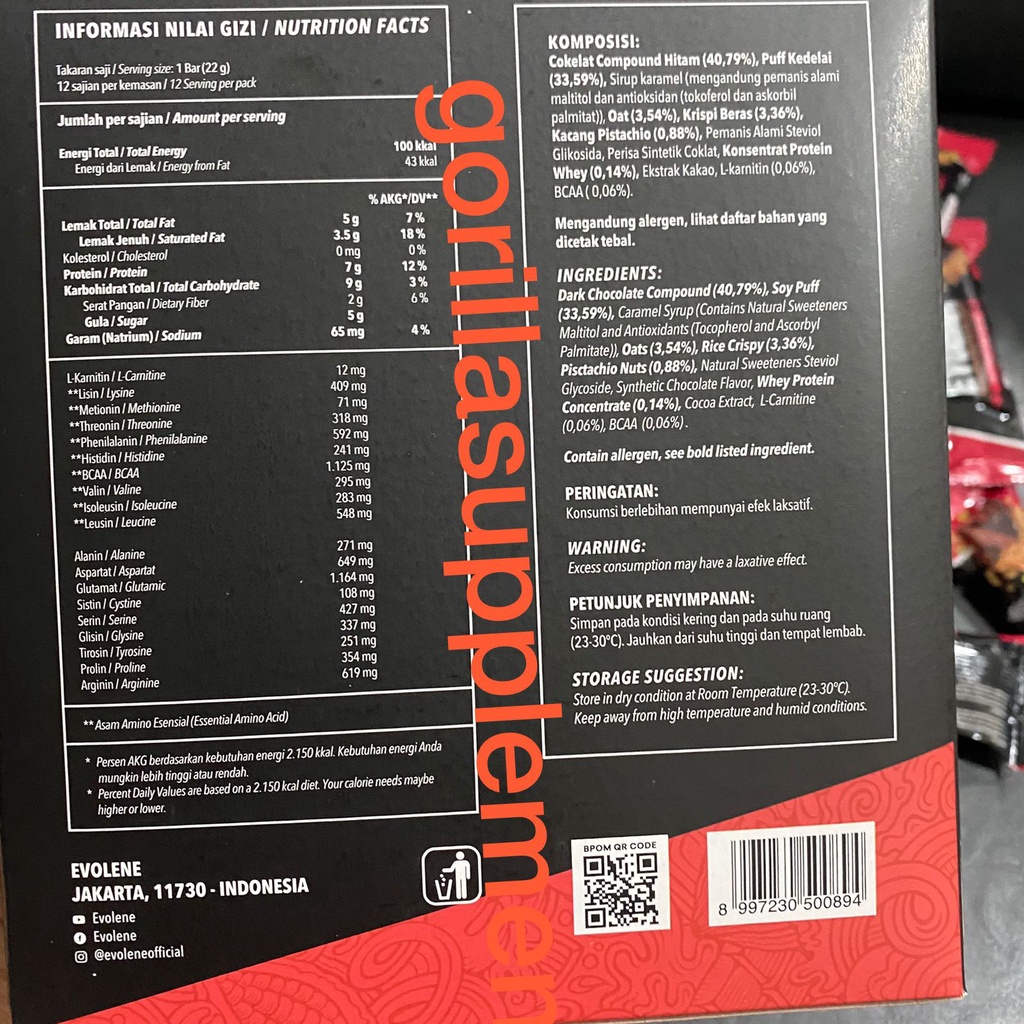 INFORMASI NILAI GIZI / NUTRITION FACTS
Takaran saji / Serving size: 1 Bar (22 g)
12 sajian per kemasan / 12 Serving per pack
Jumlah per sajian / Amount per serving
Energi Total / Total Energy 100 kkal
Energi dari Lemak / Energy from Fat 43 kkal
% AKG*/DV**
Lemak Total / Total Fat 5 g 7 %
Lemak Jenuh / Saturated Fat 3.5 g 18 %
Kolesterol / Cholesterol 0 mg 0 %
Protein / Protein 7 g 12 %
Karbohidrat Total / Total Carbohydrate 9 g 3 %
Serat Pangan / Dietary Fiber 2 g 6 %
Gula / Sugar 5 g
Garam (Natrium) / Sodium 65 mg 4 %
L-Karnitin / L-Carnitine 12 mg
**Lisin / Lysine 409 mg
**Metionin / Methionine 71 mg
**Threonin / Threonine 318 mg
**Phenilalanin / Phenilalanine 592 mg
**Histidin / Histidine 241 mg
**BCAA / BCAA 1.125 mg
**Valin / Valine 295 mg
**Isoleusin / Isoleucine 283 mg
**Leusin / Leucine 548 mg
Alanin / Alanine 271 mg
Aspartat / Aspartat 649 mg
Glutamat / Glutamic 1.164 mg
Sistin / Cystine 108 mg
Serin / Serine 427 mg
Glisin / Glysine 337 mg
Tirosin / Tyrosine 251 mg
Prolin / Proline 354 mg
Arginin / Arginine 619 mg
** Asam Amino Esensial (Essential Amino Acid)
* Persen AKG berdasarkan kebutuhan energi 2.150 kkal. Kebutuhan energi Anda
mungkin lebih tinggi atau rendah.
* Percent Daily Values are based on a 2.150 kcal diet. Your calorie needs maybe
higher or lower.
EVOLENE
JAKARTA, 11730 - INDONESIA
Evolene
Evolene
@evoleneofficial
gorillasupplemen
KOMPOSISI:
Cokelat Compound Hitam (40,79%), Puff Kedelai
(33,59%), Sirup karamel (mengandung pemanis alami
maltitol dan antioksidan (tokoferol dan askorbil
palmitat)), Oat (3,54%), Krispi Beras (3,36%),
Kacang Pistachio (0,88%), Pemanis Alami Steviol
Glikosida, Perisa Sintetik Coklat, Konsentrat Protein
Whey (0,14%), Ekstrak Kakao, L-karnitin (0,06%),
BCAA ( 0,06%).
Mengandung alergen, lihat daftar bahan yang
dicetak tebal.
INGREDIENTS:
Dark Chocolate Compound (40,79%), Soy Puff
(33,59%), Caramel Syrup (Contains Natural Sweeteners
Maltitol and Antioxidants (Tocopherol and Ascorbyl
Palmitate)), Oats (3,54%), Rice Crispy (3,36%),
Pisctachio Nuts (0,88%), Natural Sweeteners Steviol
Glycoside, Synthetic Chocolate Flavor, Whey Protein
Concentrate (0,14%), Cocoa Extract, L-Carnitine
(0,06%), BCAA (0,06%).
Contain allergen, see bold listed ingredient.
PERINGATAN:
Konsumsi berlebihan mempunyai efek laksatif.
WARNING:
Excess consumption may have a laxative effect.
PETUNJUK PENYIMPANAN:
Simpan pada kondisi kering dan pada suhu ruang
(23-30°C). Jauhkan dari suhu tinggi dan tempat lembab.
STORAGE SUGGESTION:
Store in dry condition at Room Temperature (23-30°C).
Keep away from high temperature and humid conditions.
BPOM QR CODE
8 997230 500894